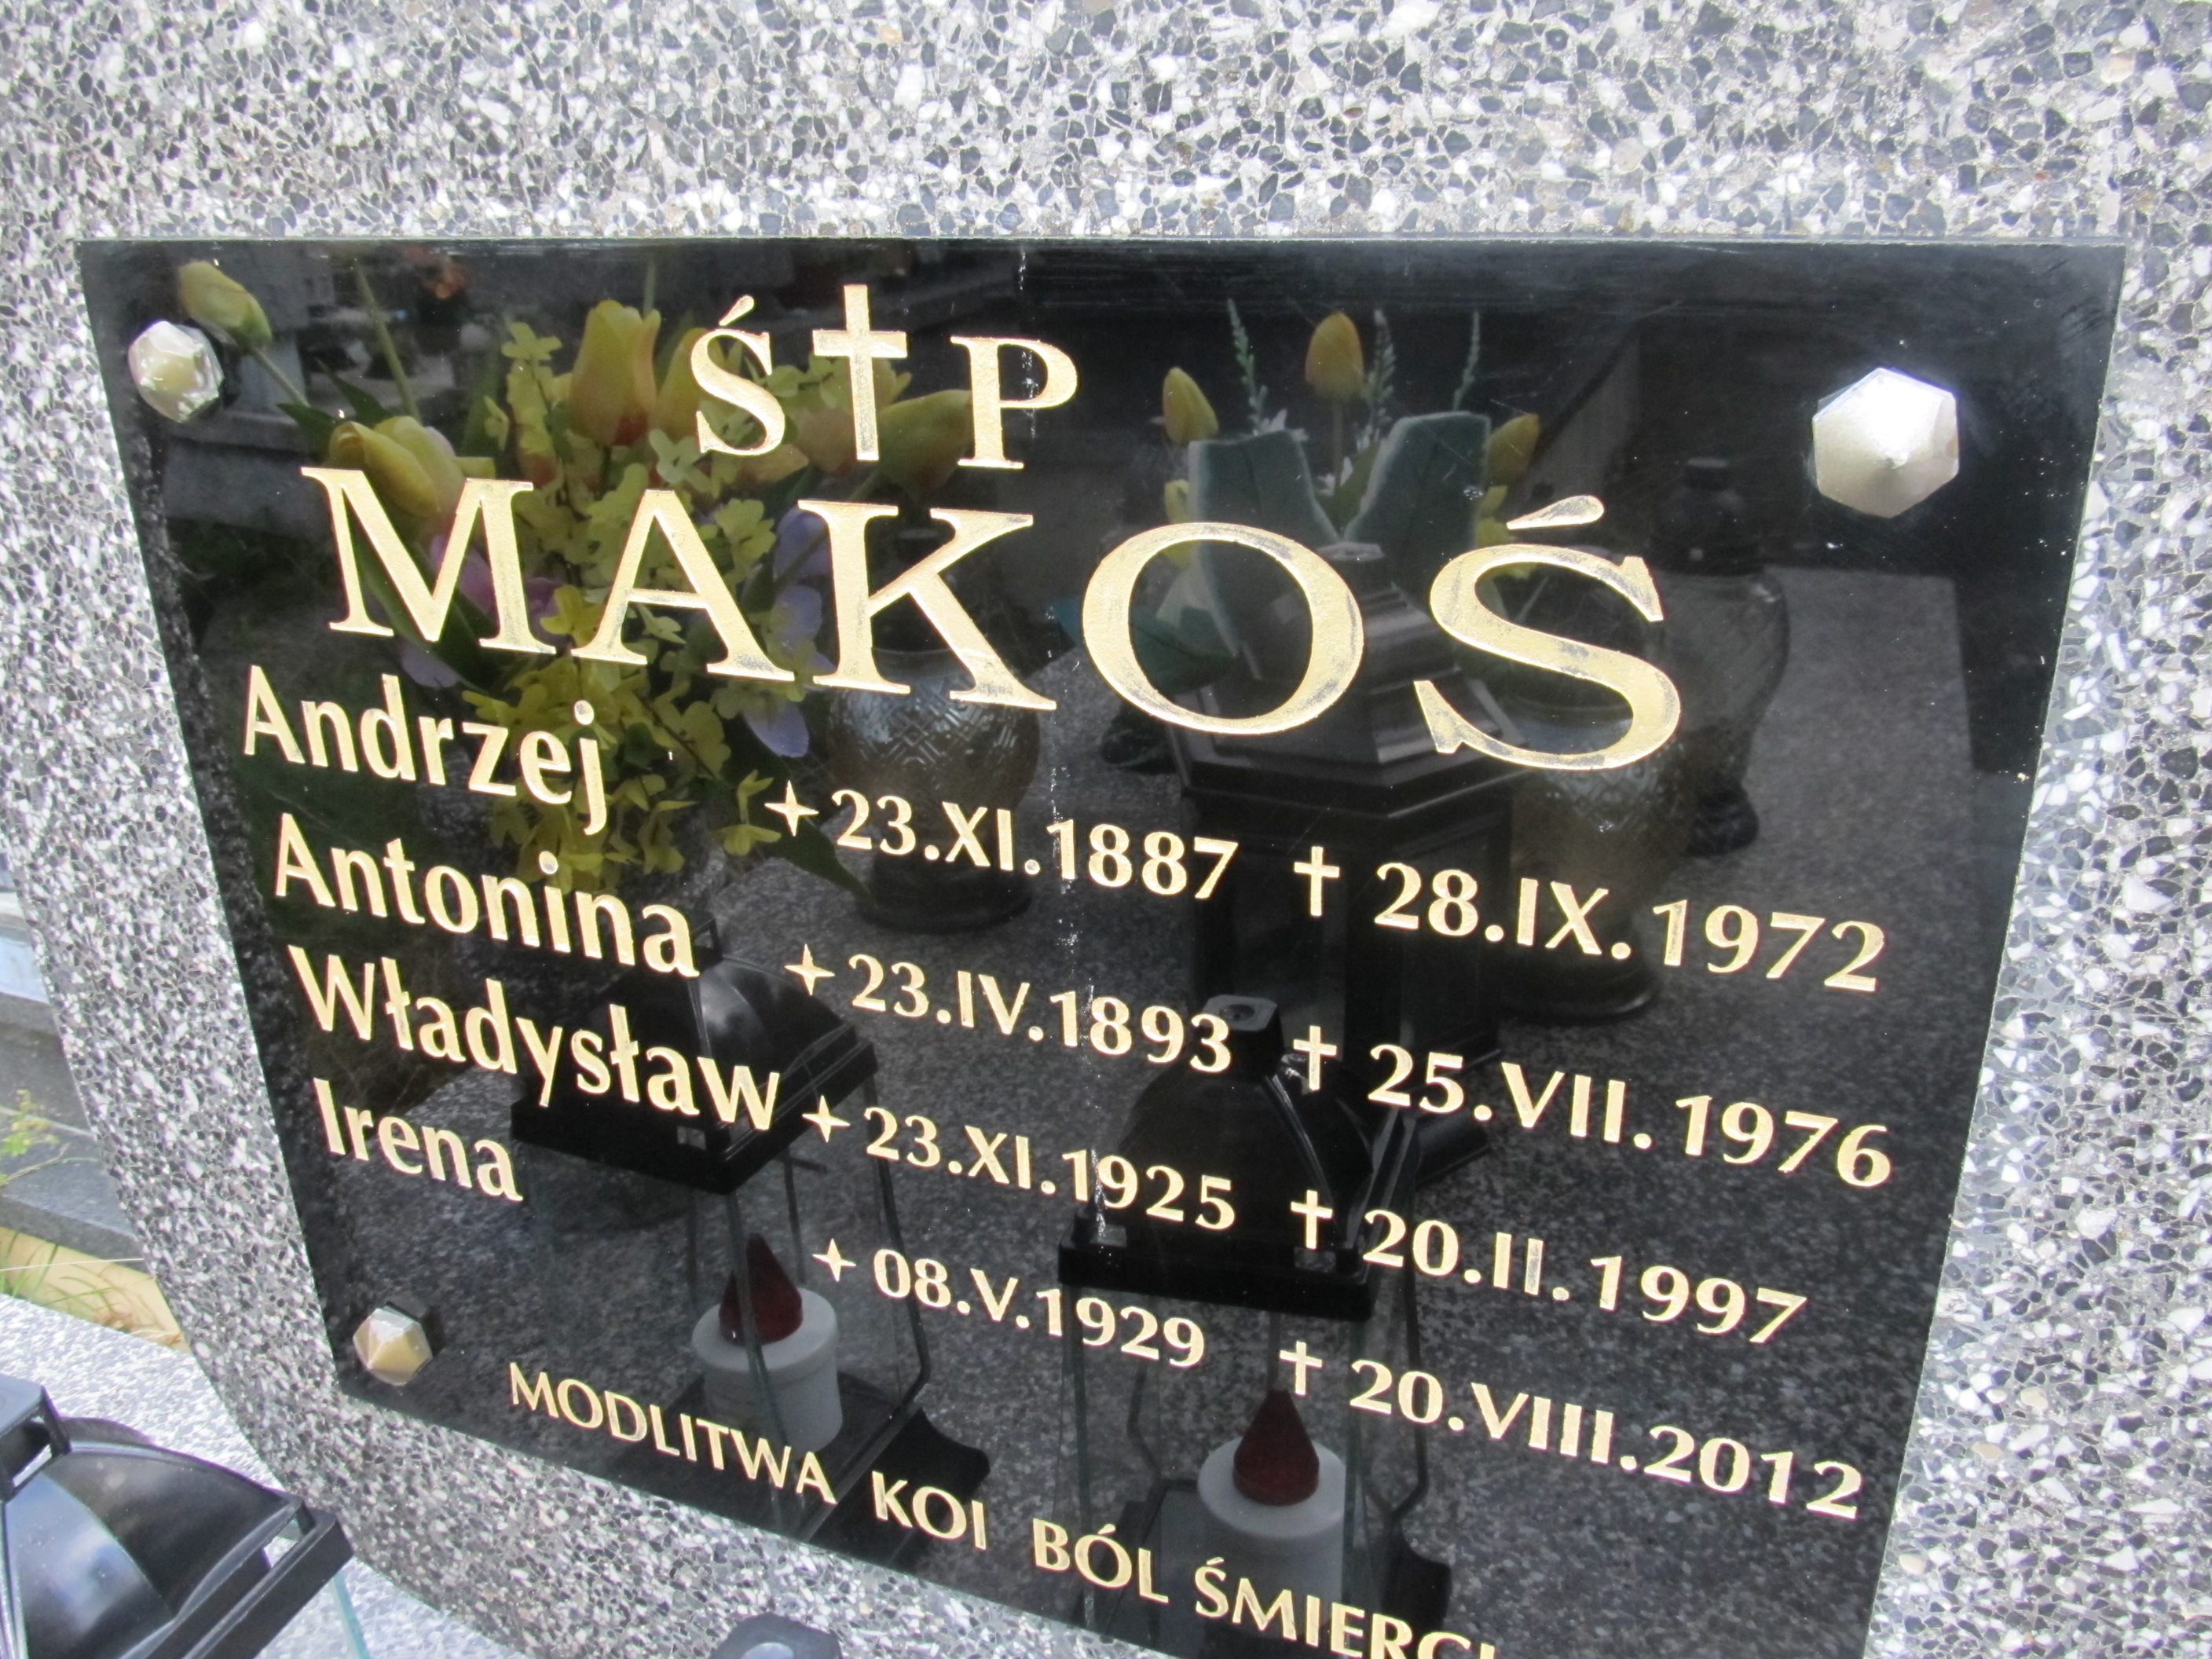 Ś✝P
MAKOŚ
Andrzej ✦ 23.XI.1887 ✝ 28.IX.1972
Antonina ✦ 23.IV.1893 ✝ 25.VII.1976
Władysław ✦ 23.XI.1925 ✝ 20.II.1997
Irena ✦ 08.V.1929 ✝ 20.VIII.2012
MODLITWA KOI BÓL ŚMIERCI